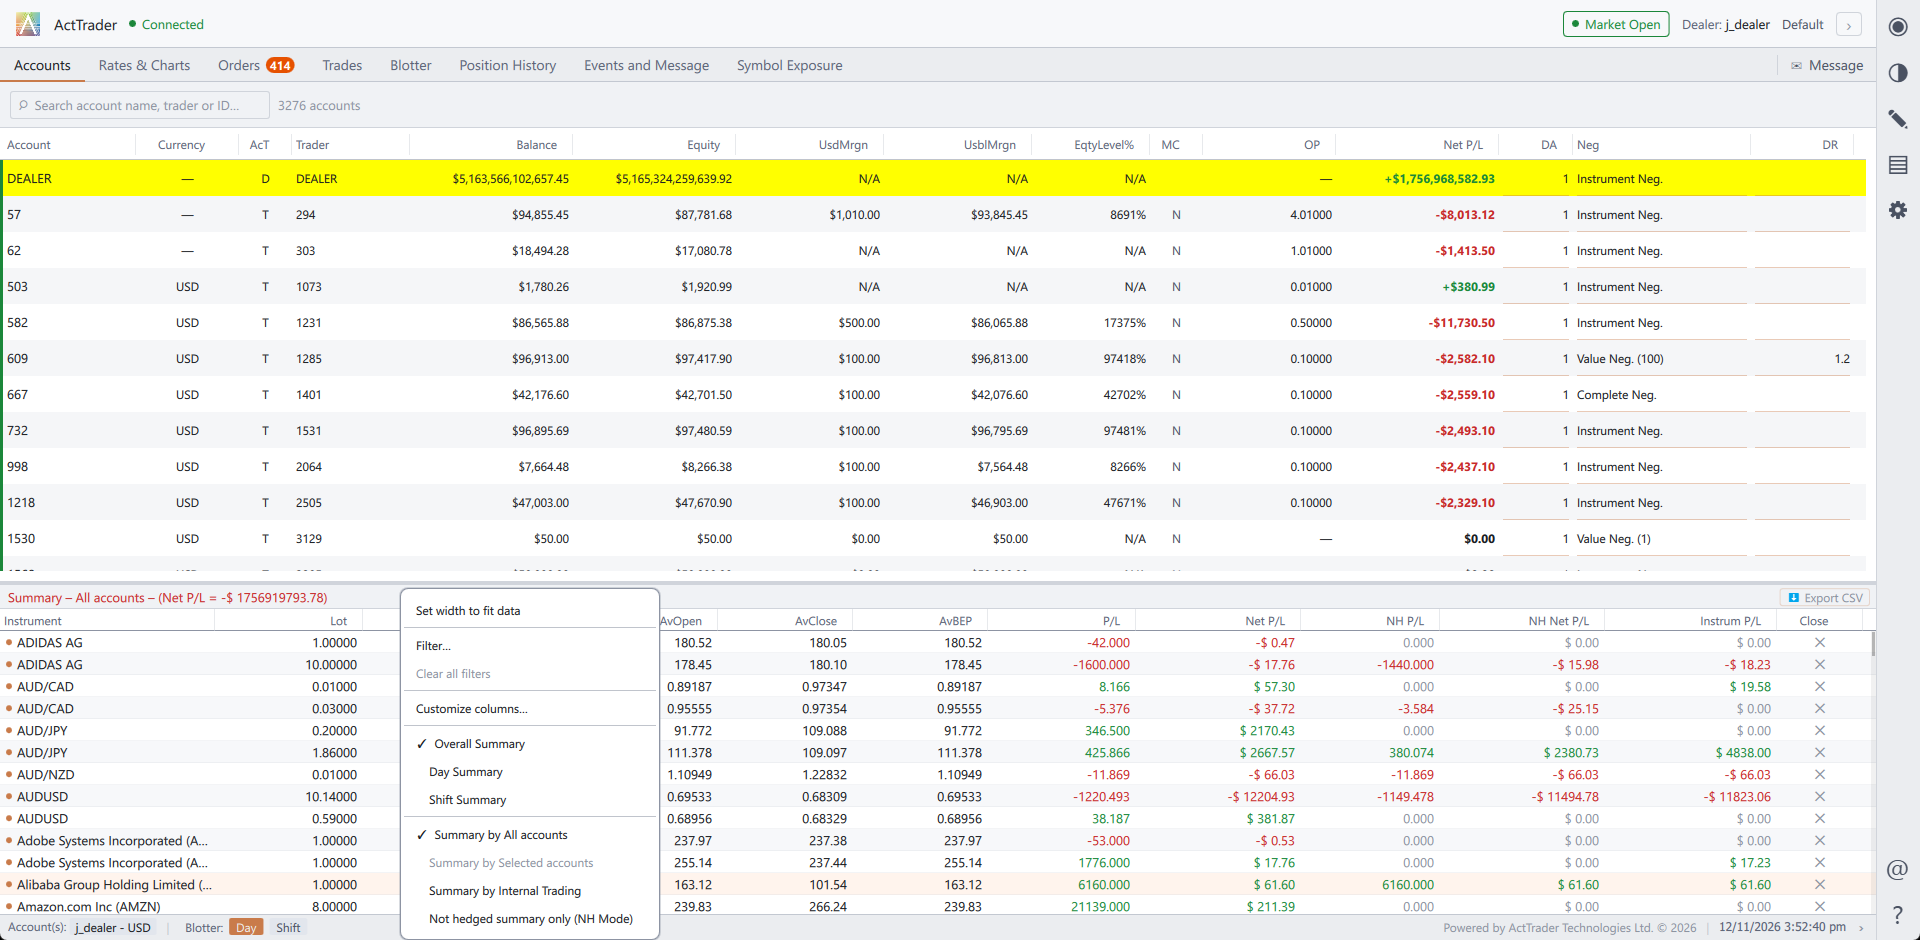 ActTrader Connected Market Open Dealer: j_dealer Default
Accounts Rates & Charts Orders 414 Trades Blotter Position History Events and Message Symbol Exposure Message
Search account name, trader or ID... 3276 accounts
Account Currency AcT Trader Balance Equity UsdMrgn UsblMrgn EqtyLevel% MC OP Net P/L DA Neg DR
DEALER — D DEALER $5,163,566,102,657.45 $5,165,324,259,639.92 N/A N/A N/A — +$1,756,968,582.93 1 Instrument Neg.
57 — T 294 $94,855.45 $87,781.68 $1,010.00 $93,845.45 8691% N 4.01000 -$8,013.12 1 Instrument Neg.
62 — T 303 $18,494.28 $17,080.78 N/A N/A N/A N 1.01000 -$1,413.50 1 Instrument Neg.
503 USD T 1073 $1,780.26 $1,920.99 N/A N/A N/A N 0.01000 +$380.99 1 Instrument Neg.
582 USD T 1231 $86,565.88 $86,875.38 $500.00 $86,065.88 17375% N 0.50000 -$11,730.50 1 Instrument Neg.
609 USD T 1285 $96,913.00 $97,417.90 $100.00 $96,813.00 97418% N 0.10000 -$2,582.10 1 Value Neg. (100) 1.2
667 USD T 1401 $42,176.60 $42,701.50 $100.00 $42,076.60 42702% N 0.10000 -$2,559.10 1 Complete Neg.
732 USD T 1531 $96,895.69 $97,480.59 $100.00 $96,795.69 97481% N 0.10000 -$2,493.10 1 Instrument Neg.
998 USD T 2064 $7,664.48 $8,266.38 $100.00 $7,564.48 8266% N 0.10000 -$2,437.10 1 Instrument Neg.
1218 USD T 2505 $47,003.00 $47,670.90 $100.00 $46,903.00 47671% N 0.10000 -$2,329.10 1 Instrument Neg.
1530 USD T 3129 $50.00 $50.00 $0.00 $50.00 N/A N — $0.00 1 Value Neg. (1)
Summary – All accounts – (Net P/L = -$ 1756919793.78) Export CSV
Instrument Lot AvOpen AvClose AvBEP P/L Net P/L NH P/L NH Net P/L Instrum P/L Close
ADIDAS AG 1.00000 180.52 180.05 180.52 -42.000 -$ 0.47 0.000 $ 0.00 $ 0.00
ADIDAS AG 10.00000 178.45 180.10 178.45 -1600.000 -$ 17.76 -1440.000 -$ 15.98 -$ 18.23
AUD/CAD 0.01000 0.89187 0.97347 0.89187 8.166 $ 57.30 0.000 $ 0.00 $ 19.58
AUD/CAD 0.03000 0.95555 0.97354 0.95555 -5.376 -$ 37.72 -3.584 -$ 25.15 $ 0.00
AUD/JPY 0.20000 91.772 109.088 91.772 346.500 $ 2170.43 0.000 $ 0.00 $ 0.00
AUD/JPY 1.86000 111.378 109.097 111.378 425.866 $ 2667.57 380.074 $ 2380.73 $ 4838.00
AUD/NZD 0.01000 1.10949 1.22832 1.10949 -11.869 -$ 66.03 -11.869 -$ 66.03 -$ 66.03
AUDUSD 10.14000 0.69533 0.68309 0.69533 -1220.493 -$ 12204.93 -1149.478 -$ 11494.78 -$ 11823.06
AUDUSD 0.59000 0.68956 0.68329 0.68956 38.187 $ 381.87 0.000 $ 0.00 $ 0.00
Adobe Systems Incorporated (A... 1.00000 237.97 237.38 237.97 -53.000 -$ 0.53 0.000 $ 0.00 $ 0.00
Adobe Systems Incorporated (A... 1.00000 255.14 237.44 255.14 1776.000 $ 17.76 0.000 $ 0.00 $ 17.23
Alibaba Group Holding Limited (... 1.00000 163.12 101.54 163.12 6160.000 $ 61.60 6160.000 $ 61.60 $ 61.60
Amazon.com Inc (AMZN) 8.00000 239.83 266.24 239.83 21139.000 $ 211.39 0.000 $ 0.00 $ 0.00
Set width to fit data
Filter...
Clear all filters
Customize columns...
✓ Overall Summary
Day Summary
Shift Summary
✓ Summary by All accounts
Summary by Selected accounts
Summary by Internal Trading
Not hedged summary only (NH Mode)
Account(s): j_dealer - USD Blotter: Day Shift Powered by ActTrader Technologies Ltd. © 2026 12/11/2026 3:52:40 pm